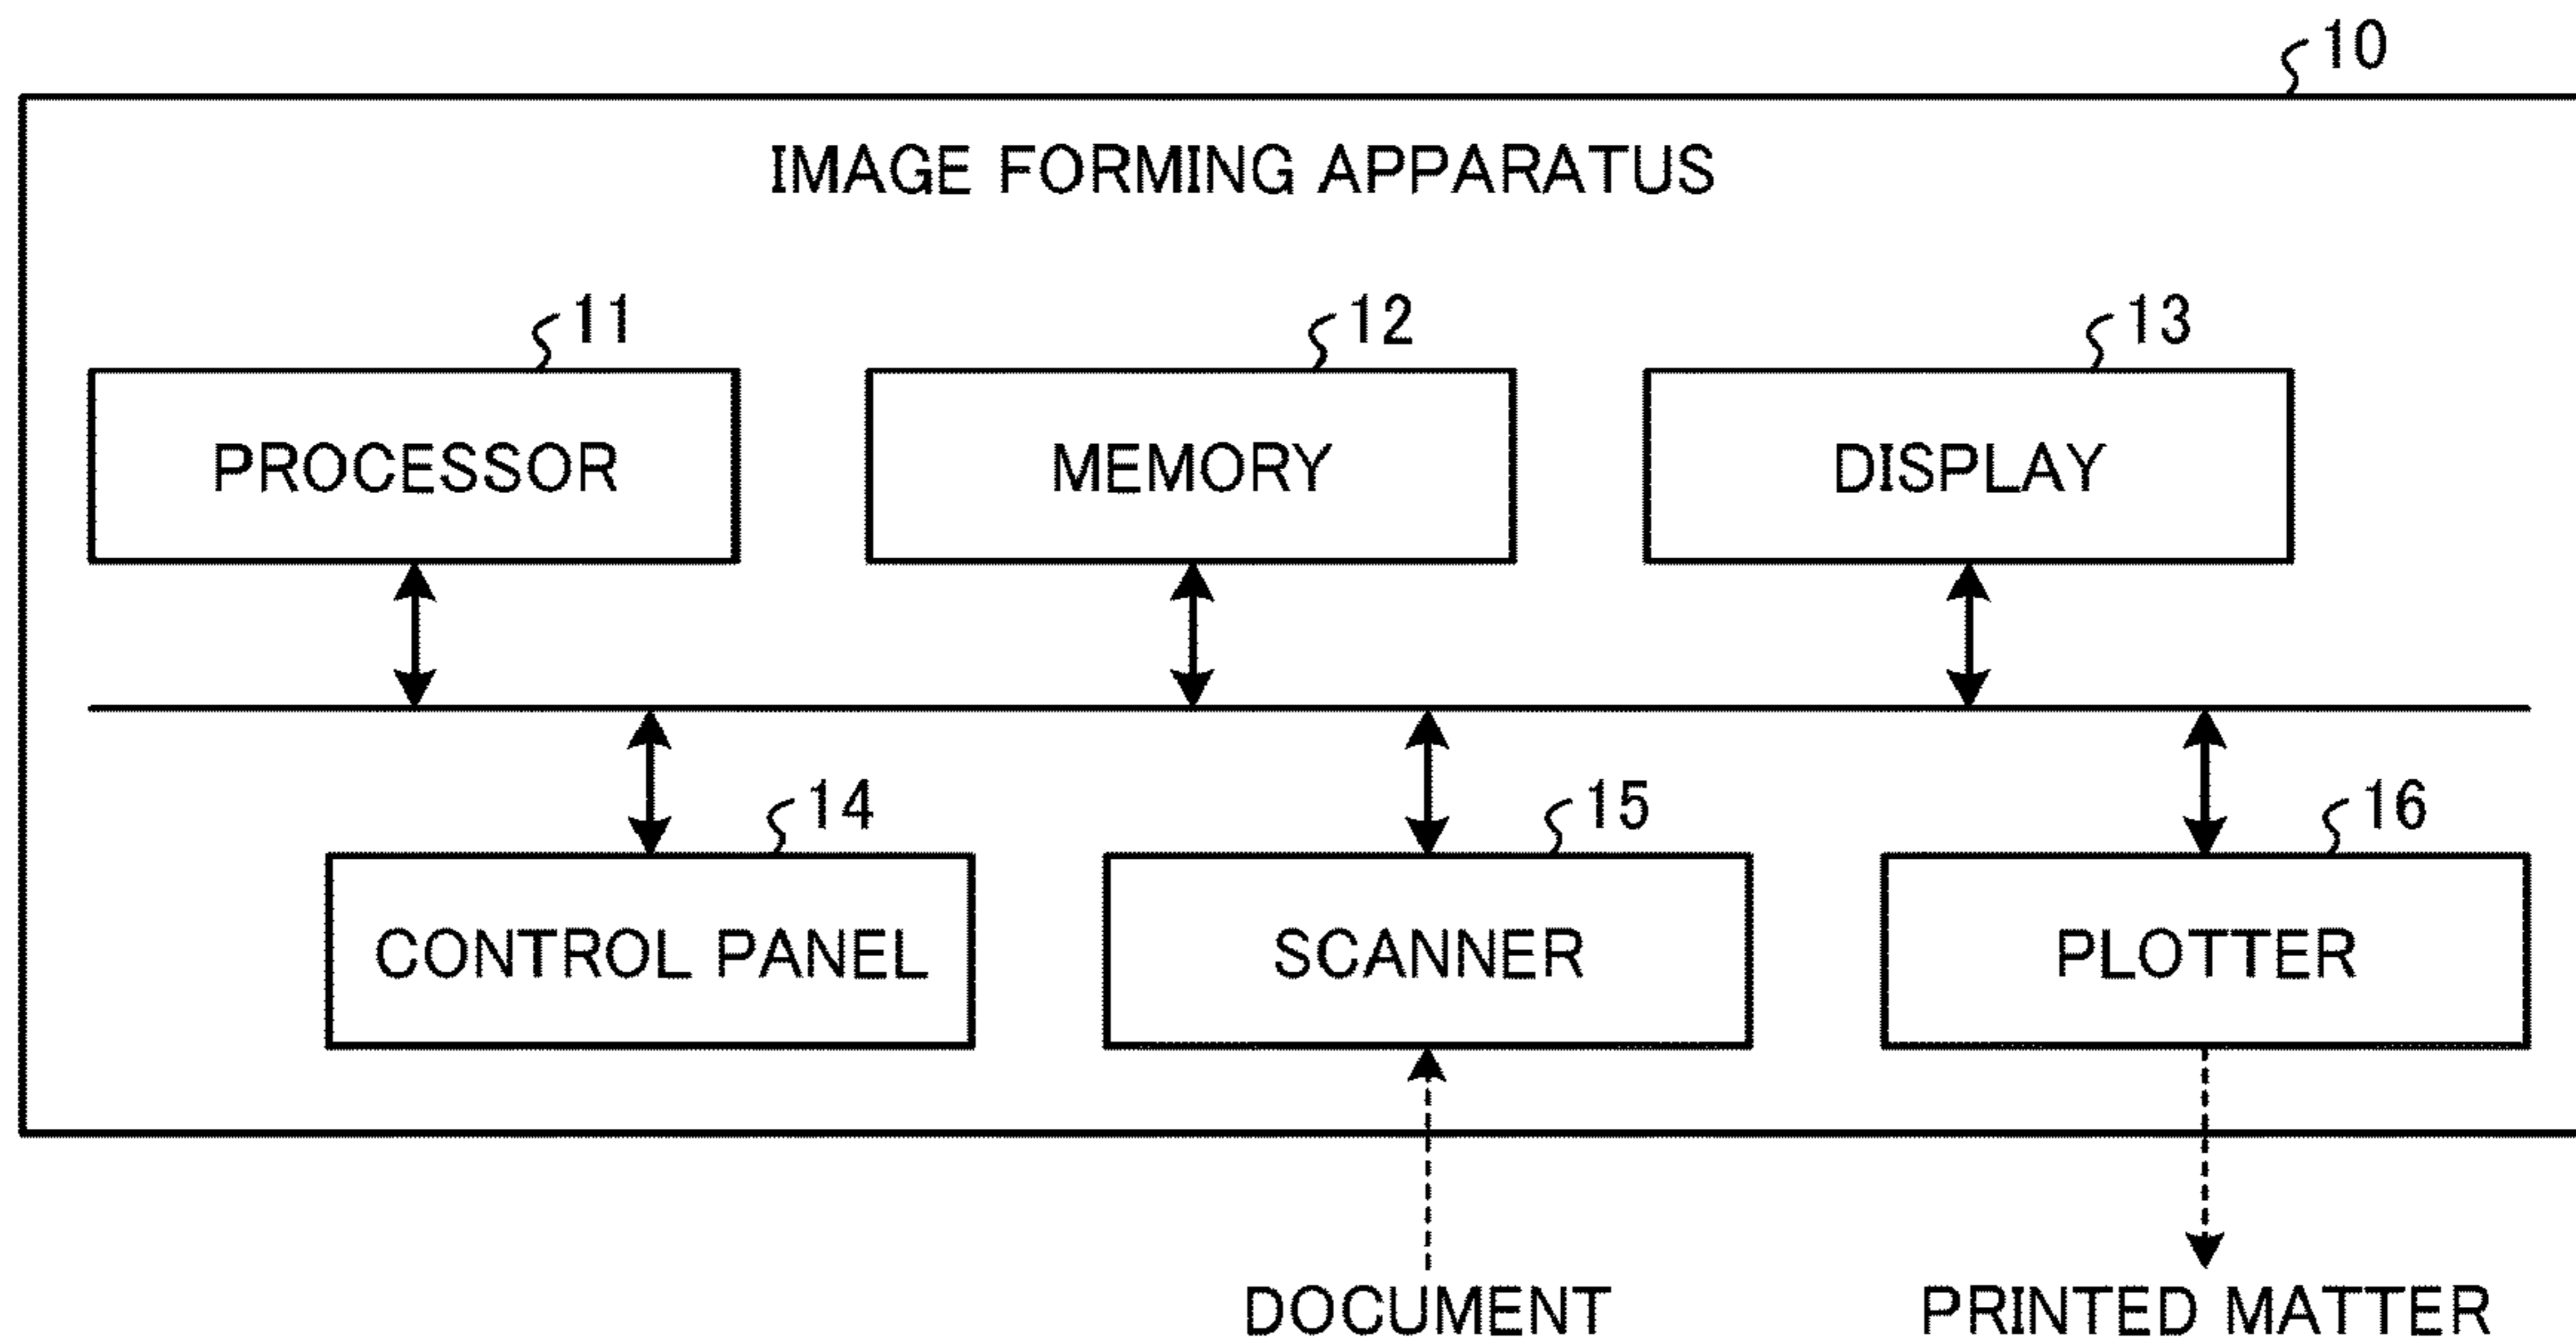 10
IMAGE FORMING APPARATUS
11
12
13
PROCESSOR
MEMORY
DISPLAY
14
15
16
CONTROL PANEL
SCANNER
PLOTTER
DOCUMENT
PRINTED MATTER